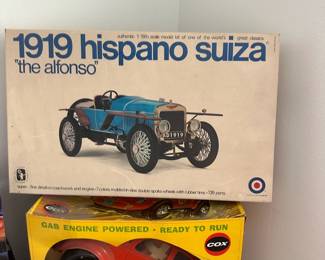 authentic 1/16th scale model kit of one of the world's great classics
1919 hispano suiza
"the alfonso"
1919
GAS ENGINE POWERED • READY TO RUN
COX